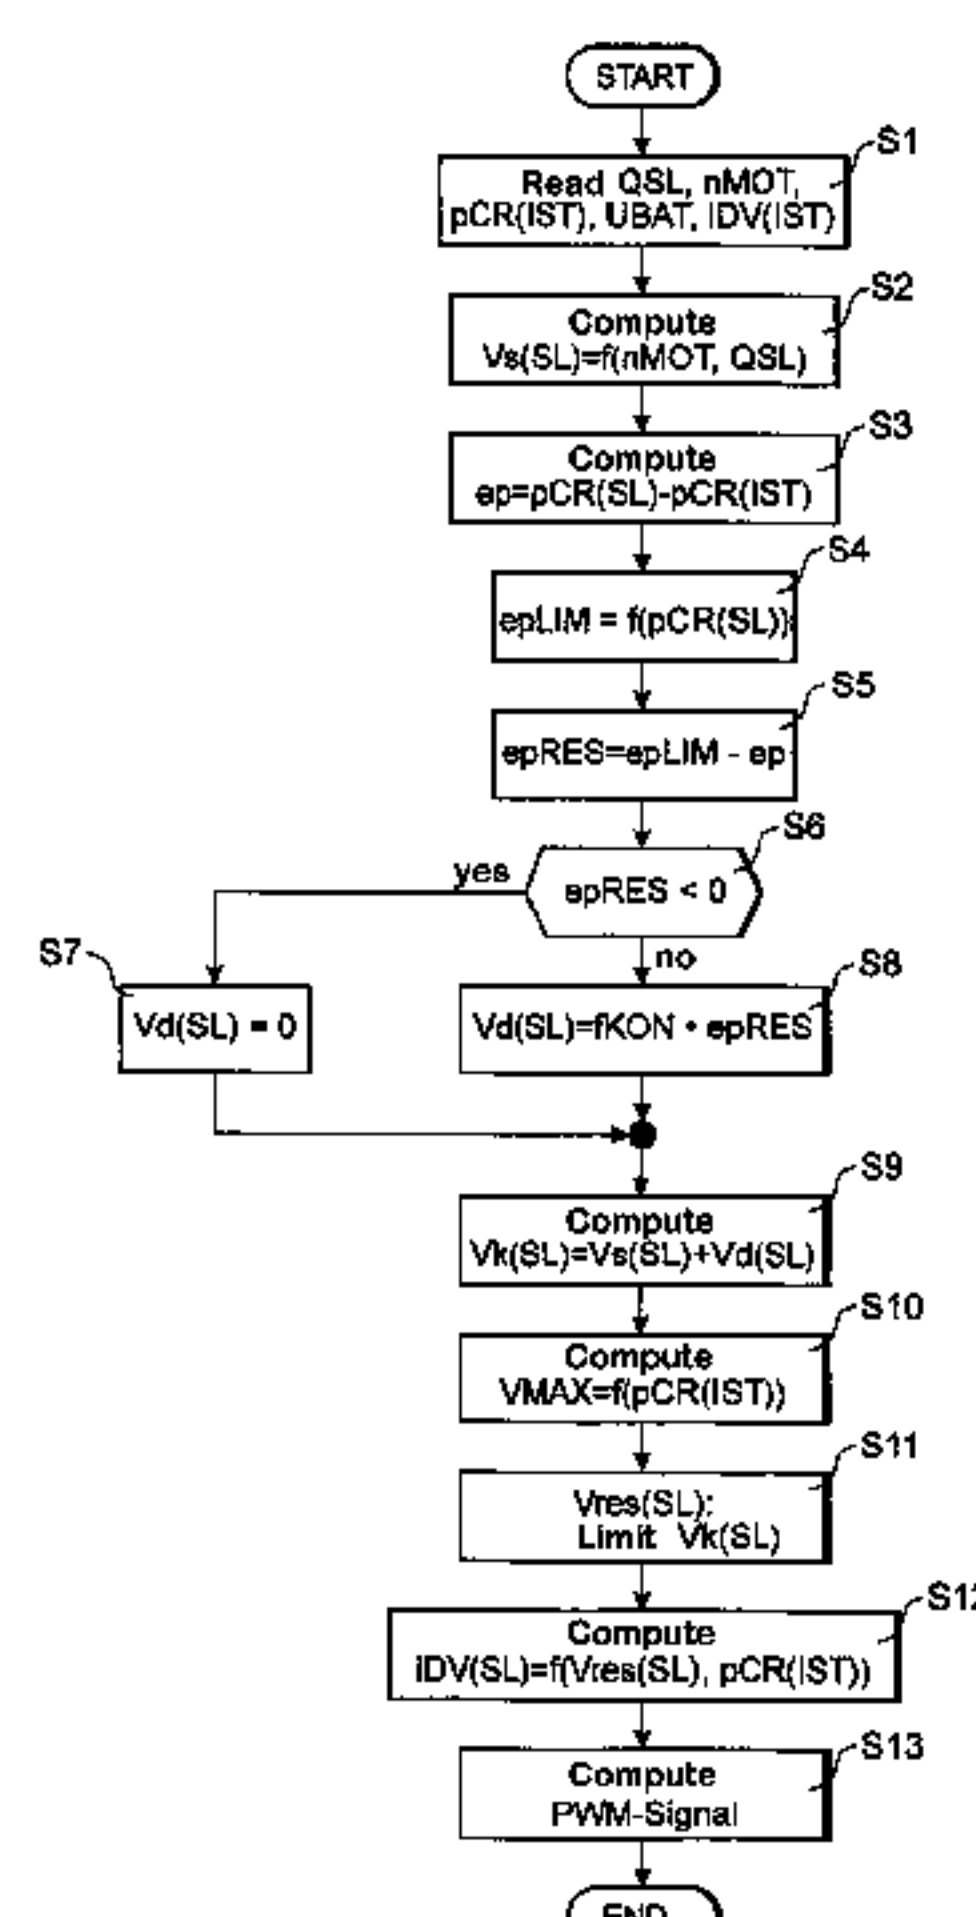 START
S1
Read QSL, nMOT,
pCR(IST), UBAT, iDV(IST)
S2
Compute
Vs(SL)=f(nMOT, QSL)
S3
Compute
ep=pCR(SL)-pCR(IST)
S4
epLIM = f(pCR(SL))
S5
epRES=epLIM - ep
S6
yes
epRES < 0
S7
no
S8
Vd(SL) = 0
Vd(SL)=fKON • epRES
S9
Compute
Vk(SL)=Vs(SL)+Vd(SL)
S10
Compute
VMAX=f(pCR(IST))
S11
Vres(SL):
Limit Vk(SL)
S12
Compute
iDV(SL)=f(Vres(SL), pCR(IST))
S13
Compute
PWM-Signal
END